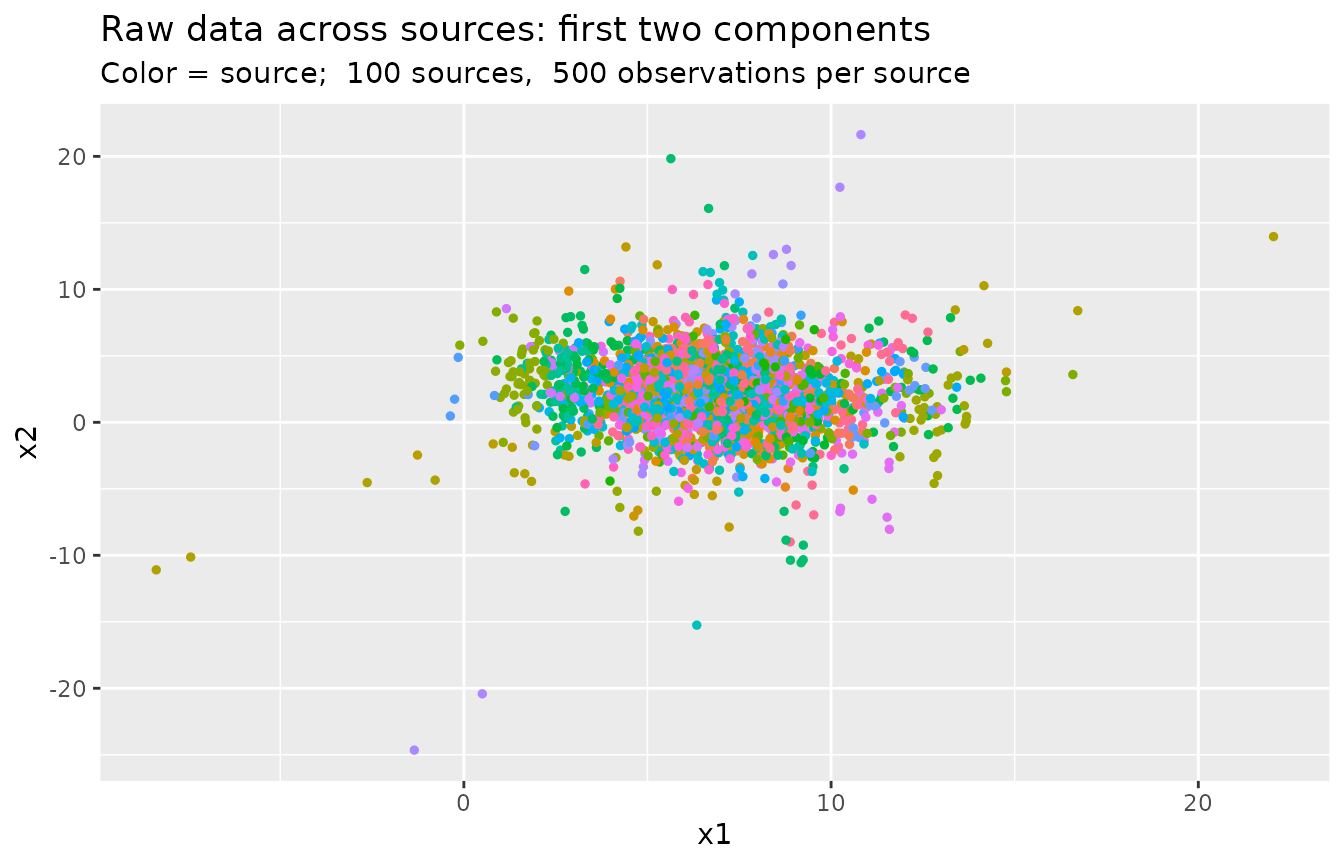 Raw data across sources: first two components
Color = source;  100 sources,  500 observations per source
20
10
0
-10
-20
x2
0
10
20
x1